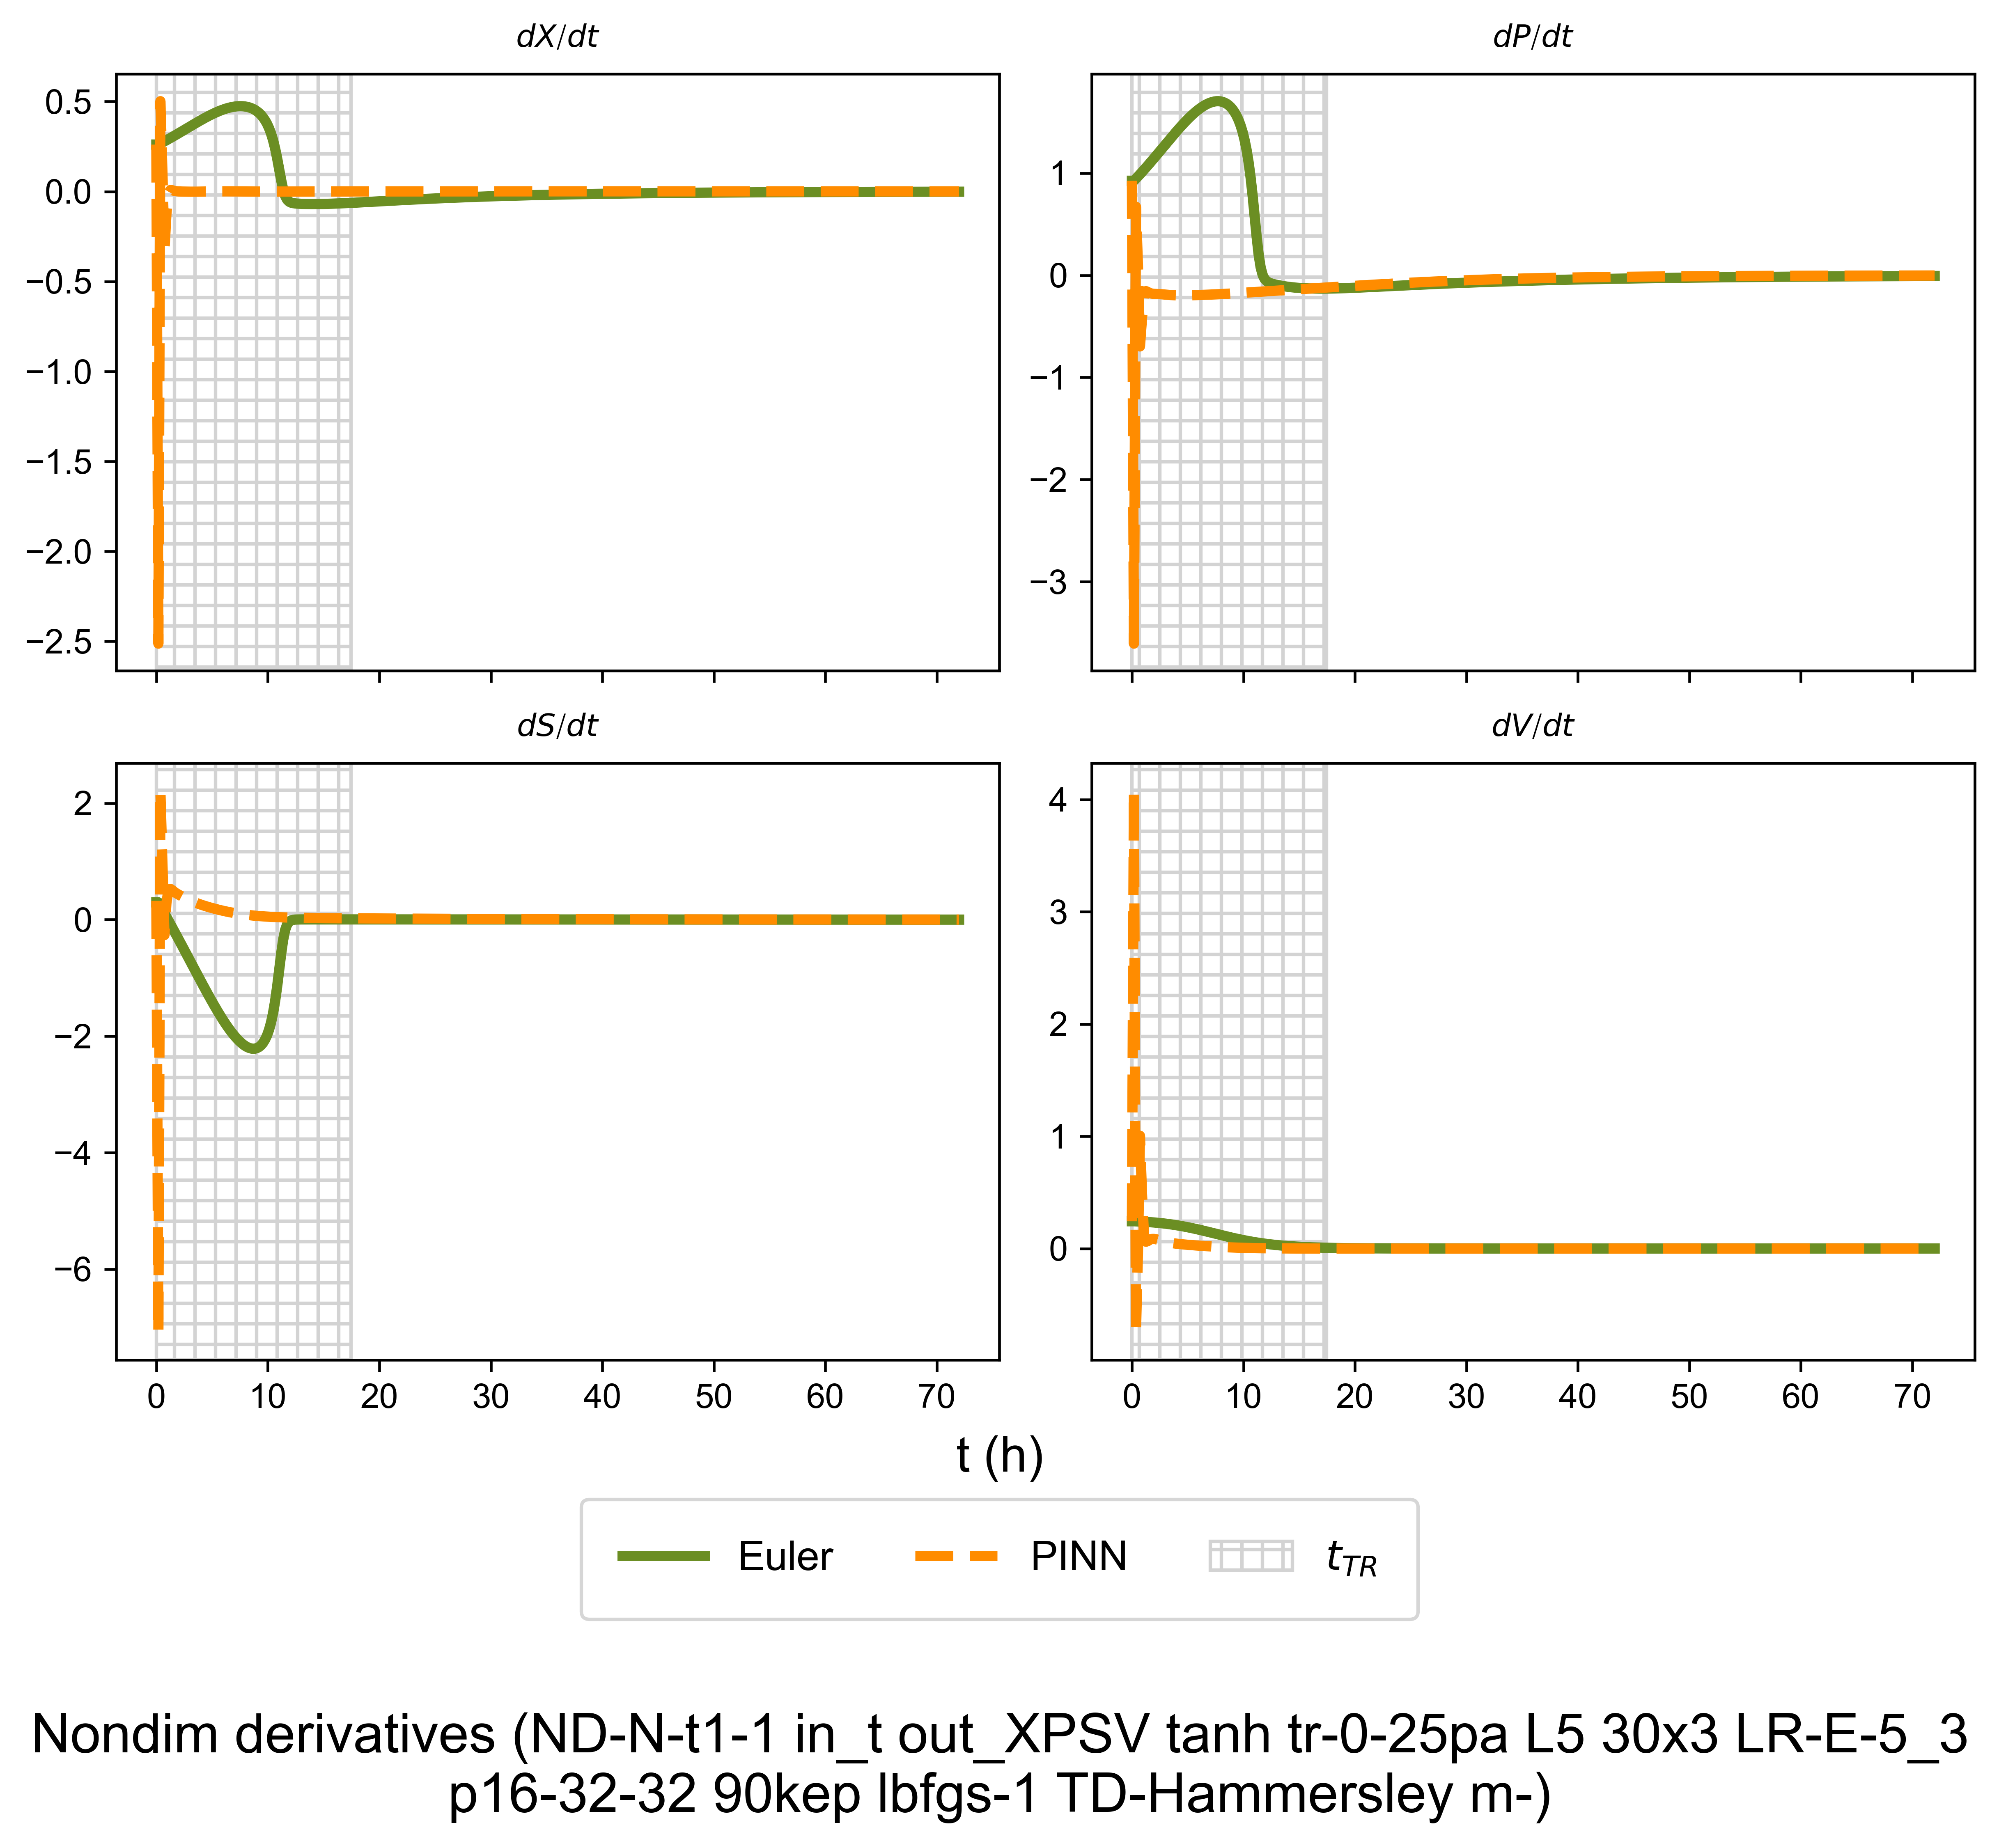 dX/dt
dP/dt
0.5
0.0
−0.5
−1.0
−1.5
−2.0
−2.5
1
0
−1
−2
−3
dS/dt
dV/dt
2
0
−2
−4
−6
4
3
2
1
0
0 10 20 30 40 50 60 70
0 10 20 30 40 50 60 70
t (h)
Euler PINN t_TR
Nondim derivatives (ND-N-t1-1 in_t out_XPSV tanh tr-0-25pa L5 30x3 LR-E-5_3
p16-32-32 90kep lbfgs-1 TD-Hammersley m-)